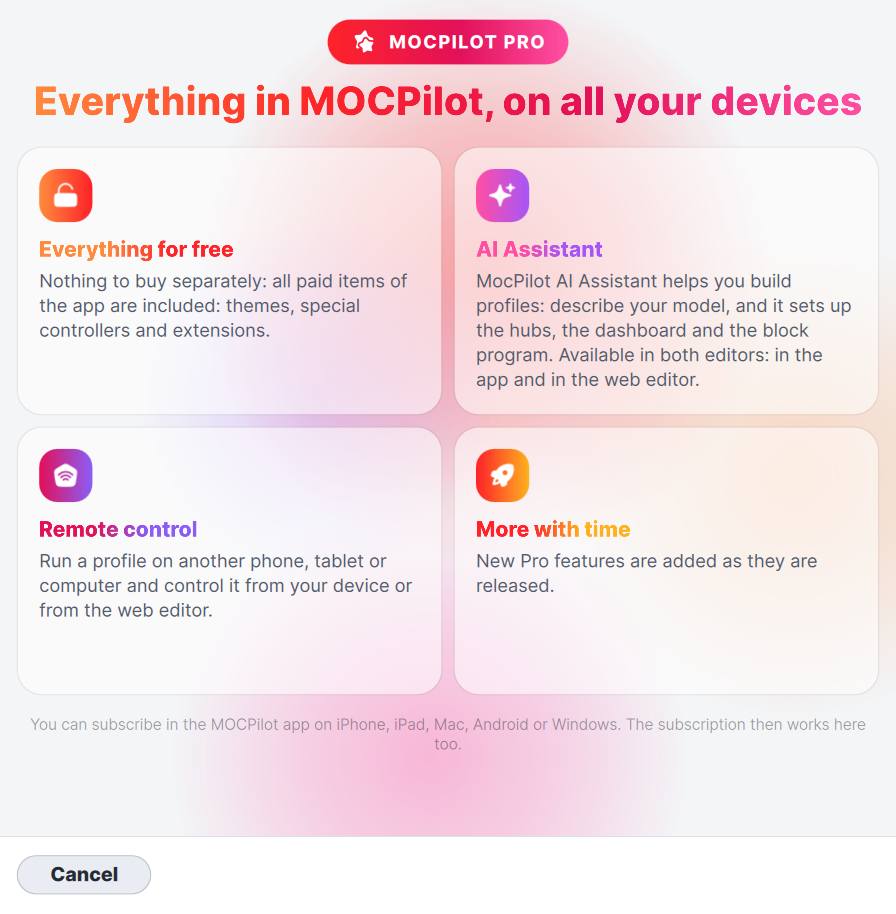 MOCPILOT PRO
Everything in MOCPilot, on all your devices
Everything for free
Nothing to buy separately: all paid items of
the app are included: themes, special
controllers and extensions.
AI Assistant
MocPilot AI Assistant helps you build
profiles: describe your model, and it sets up
the hubs, the dashboard and the block
program. Available in both editors: in the
app and in the web editor.
Remote control
Run a profile on another phone, tablet or
computer and control it from your device or
from the web editor.
More with time
New Pro features are added as they are
released.
You can subscribe in the MOCPilot app on iPhone, iPad, Mac, Android or Windows. The subscription then works here
too.
Cancel